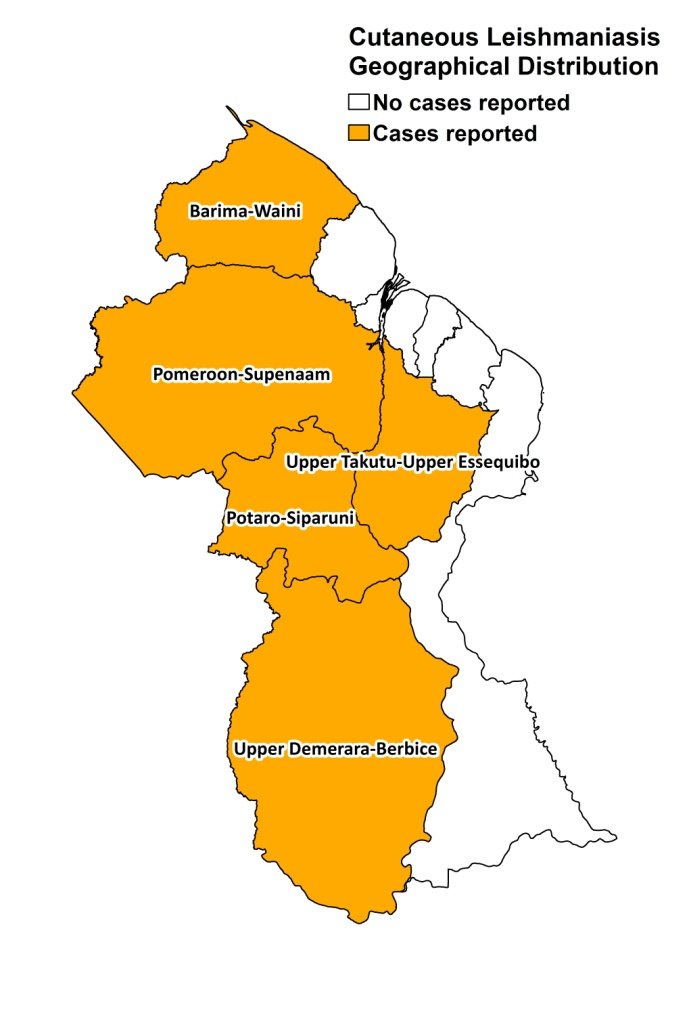 Cutaneous Leishmaniasis
Geographical Distribution
No cases reported
Cases reported
Barima-Waini
Pomeroon-Supenaam
Upper Takutu-Upper Essequibo
Potaro-Siparuni
Upper Demerara-Berbice